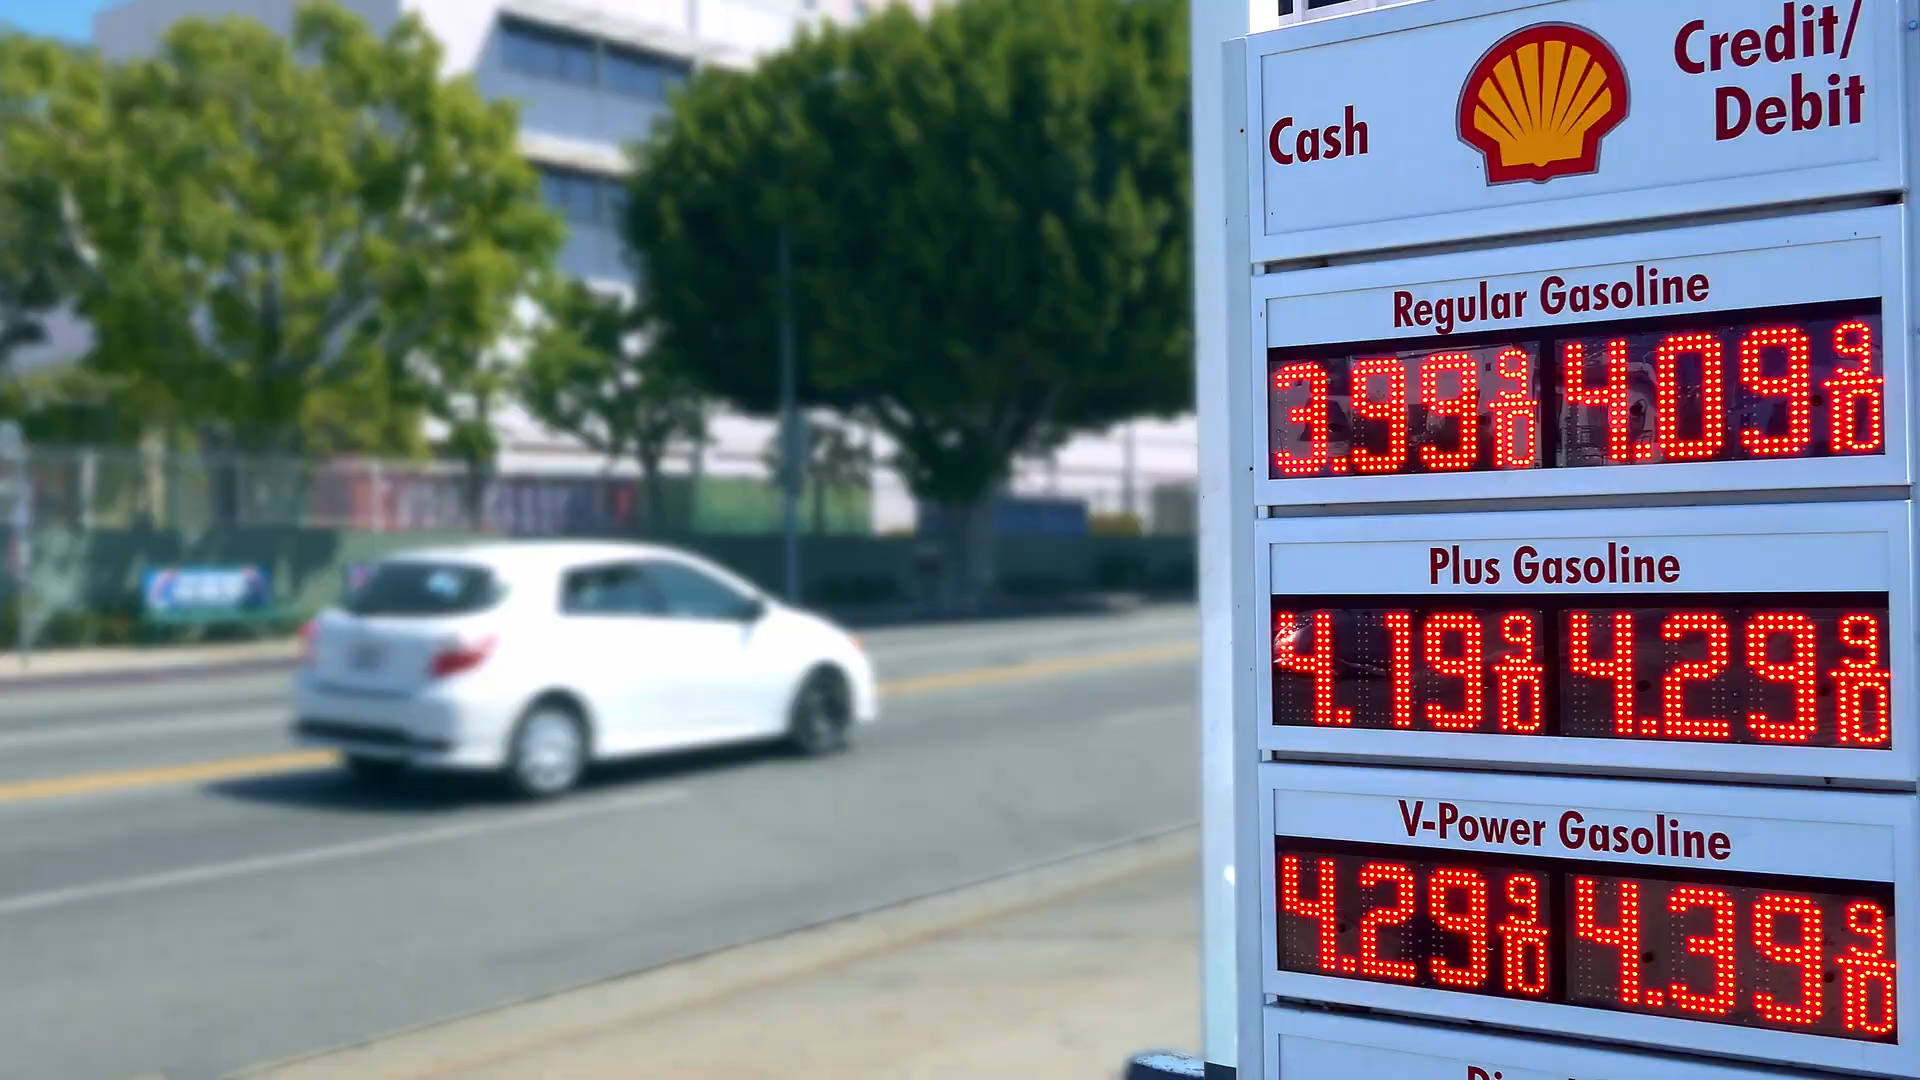 Cash
Credit/
Debit
Regular Gasoline
3.99 9/10 4.09 9/10
Plus Gasoline
4.19 9/10 4.29 9/10
V-Power Gasoline
4.29 9/10 4.39 9/10